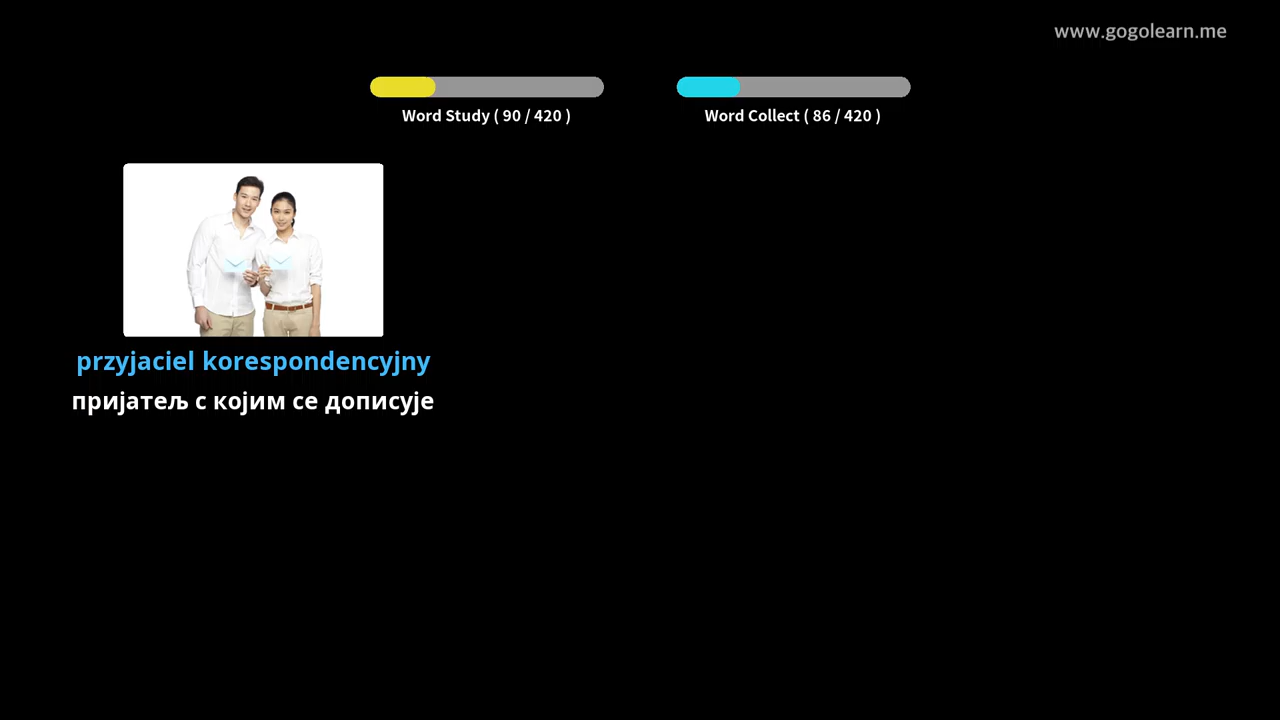 www.gogolearn.me
Word Study ( 90 / 420 )
Word Collect ( 86 / 420 )
przyjaciel korespondencyjny
пријатељ с којим се дописује